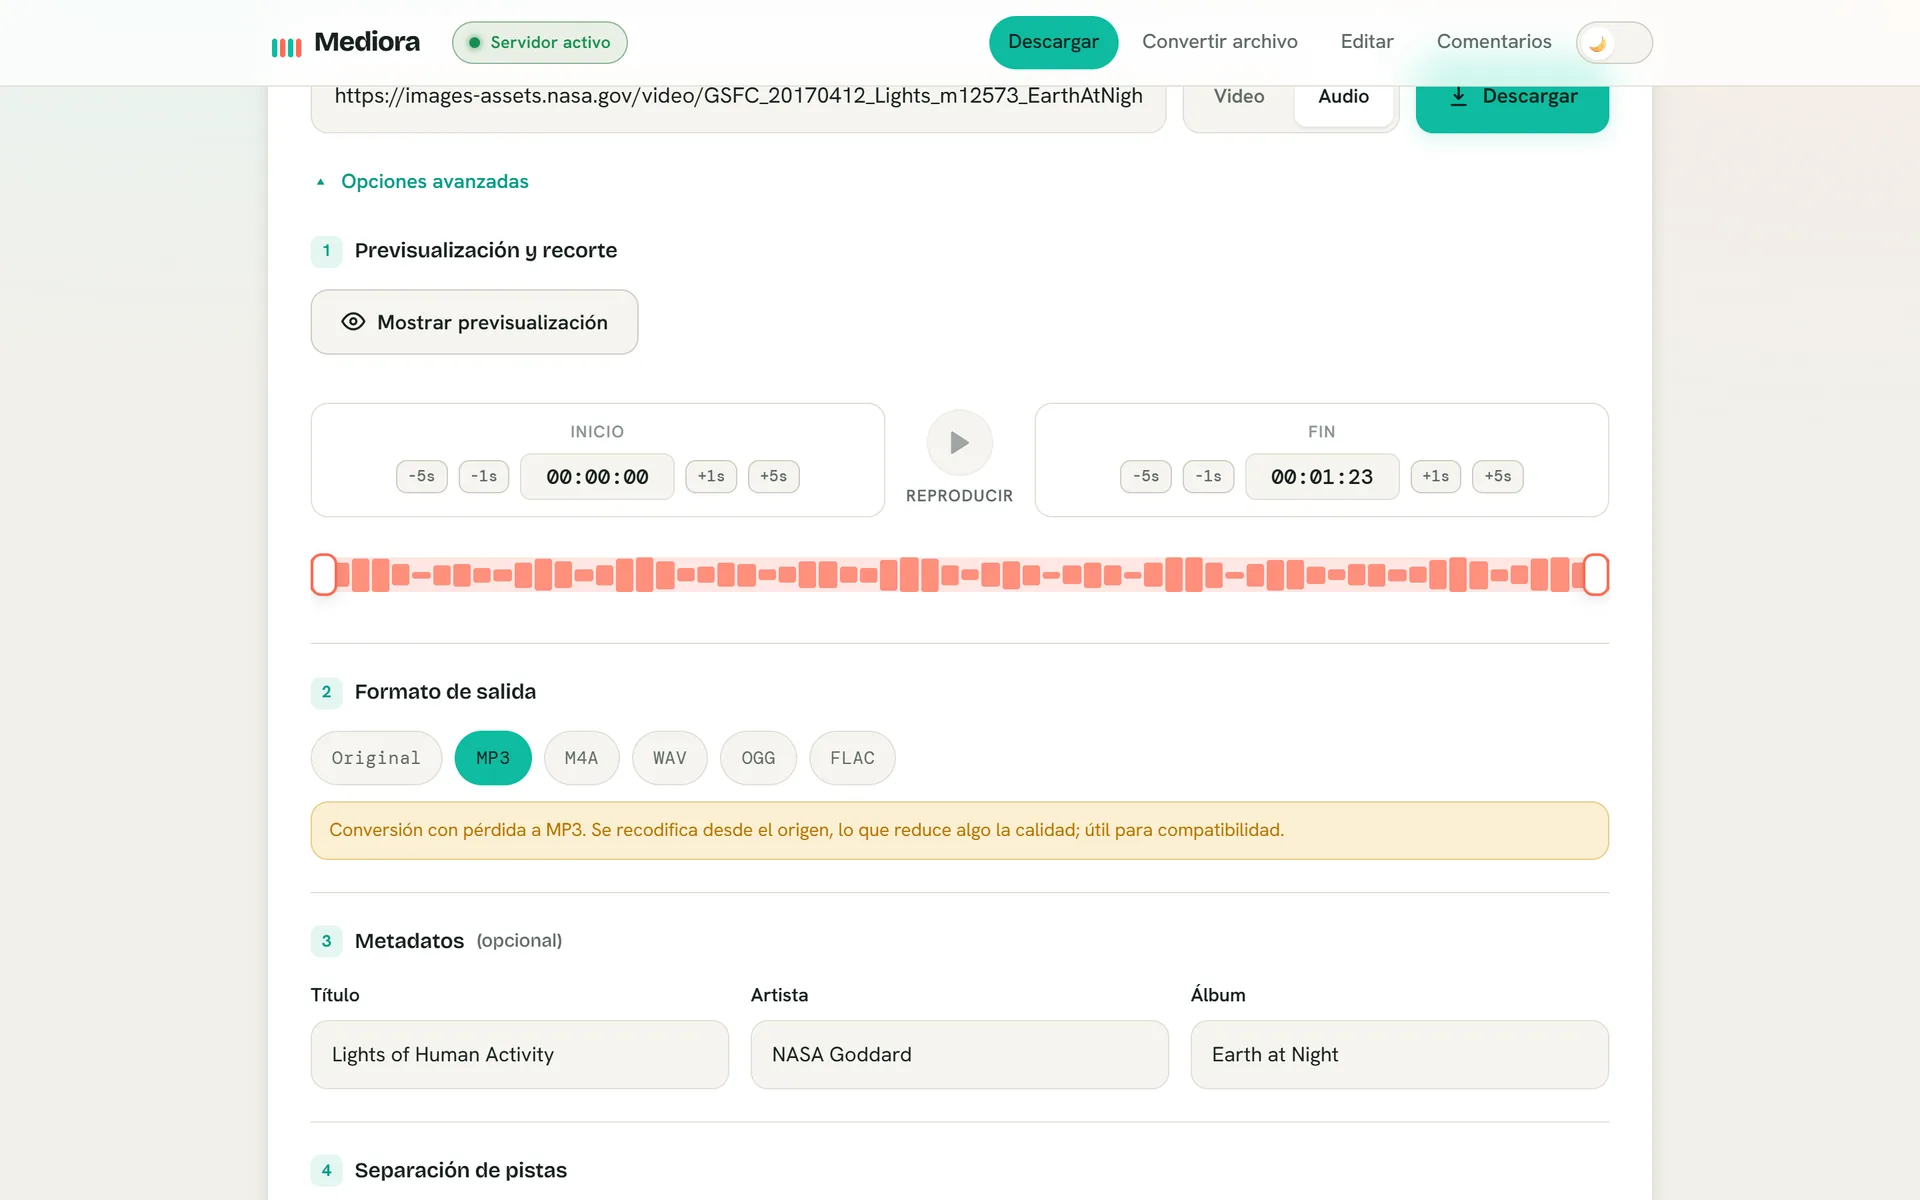 Mediora
Servidor activo
Descargar
Convertir archivo
Editar
Comentarios
https://images-assets.nasa.gov/video/GSFC_20170412_Lights_m12573_EarthAtNigh
Video
Audio
Descargar
Opciones avanzadas
1 Previsualización y recorte
Mostrar previsualización
INICIO
-5s -1s 00:00:00 +1s +5s
REPRODUCIR
FIN
-5s -1s 00:01:23 +1s +5s
2 Formato de salida
Original MP3 M4A WAV OGG FLAC
Conversión con pérdida a MP3. Se recodifica desde el origen, lo que reduce algo la calidad; útil para compatibilidad.
3 Metadatos (opcional)
Título
Lights of Human Activity
Artista
NASA Goddard
Álbum
Earth at Night
4 Separación de pistas